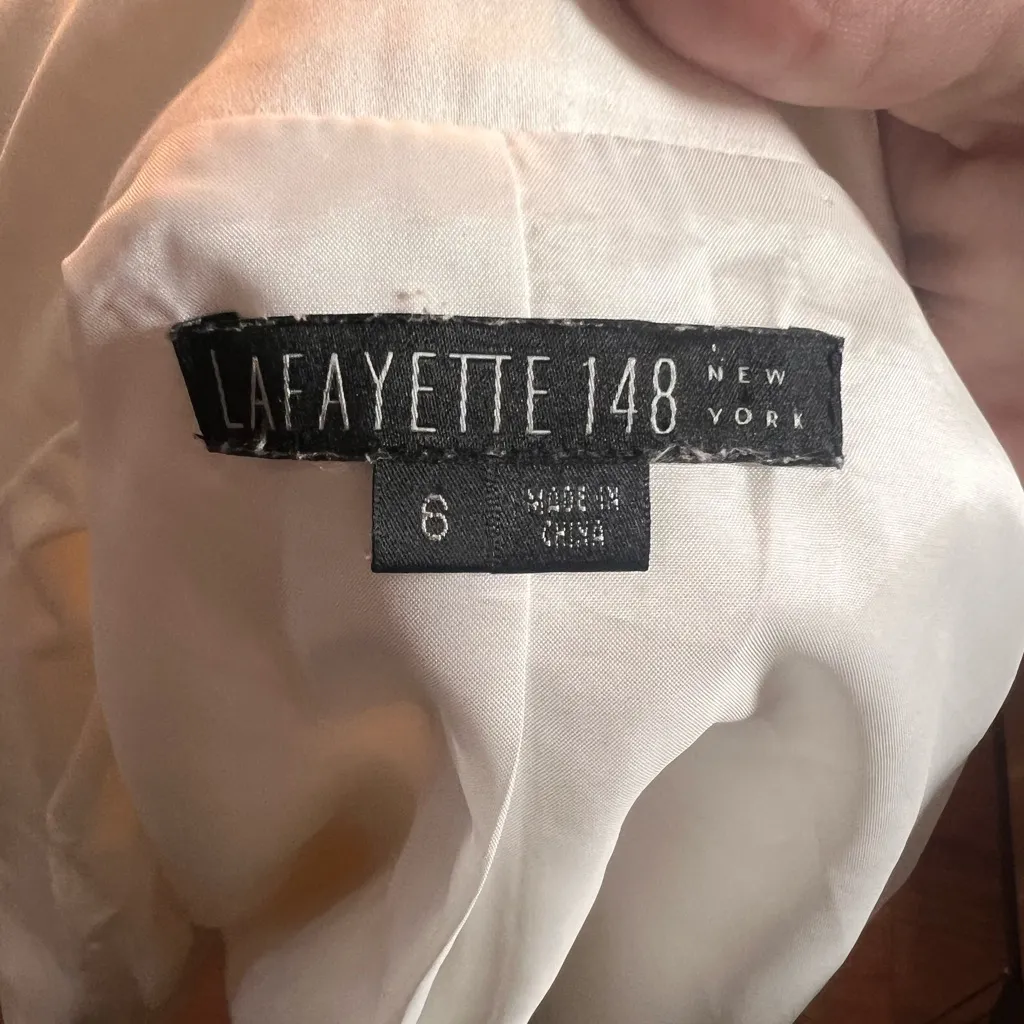 LAFAYETTE 148 NEW YORK
6
MADE IN
CHINA